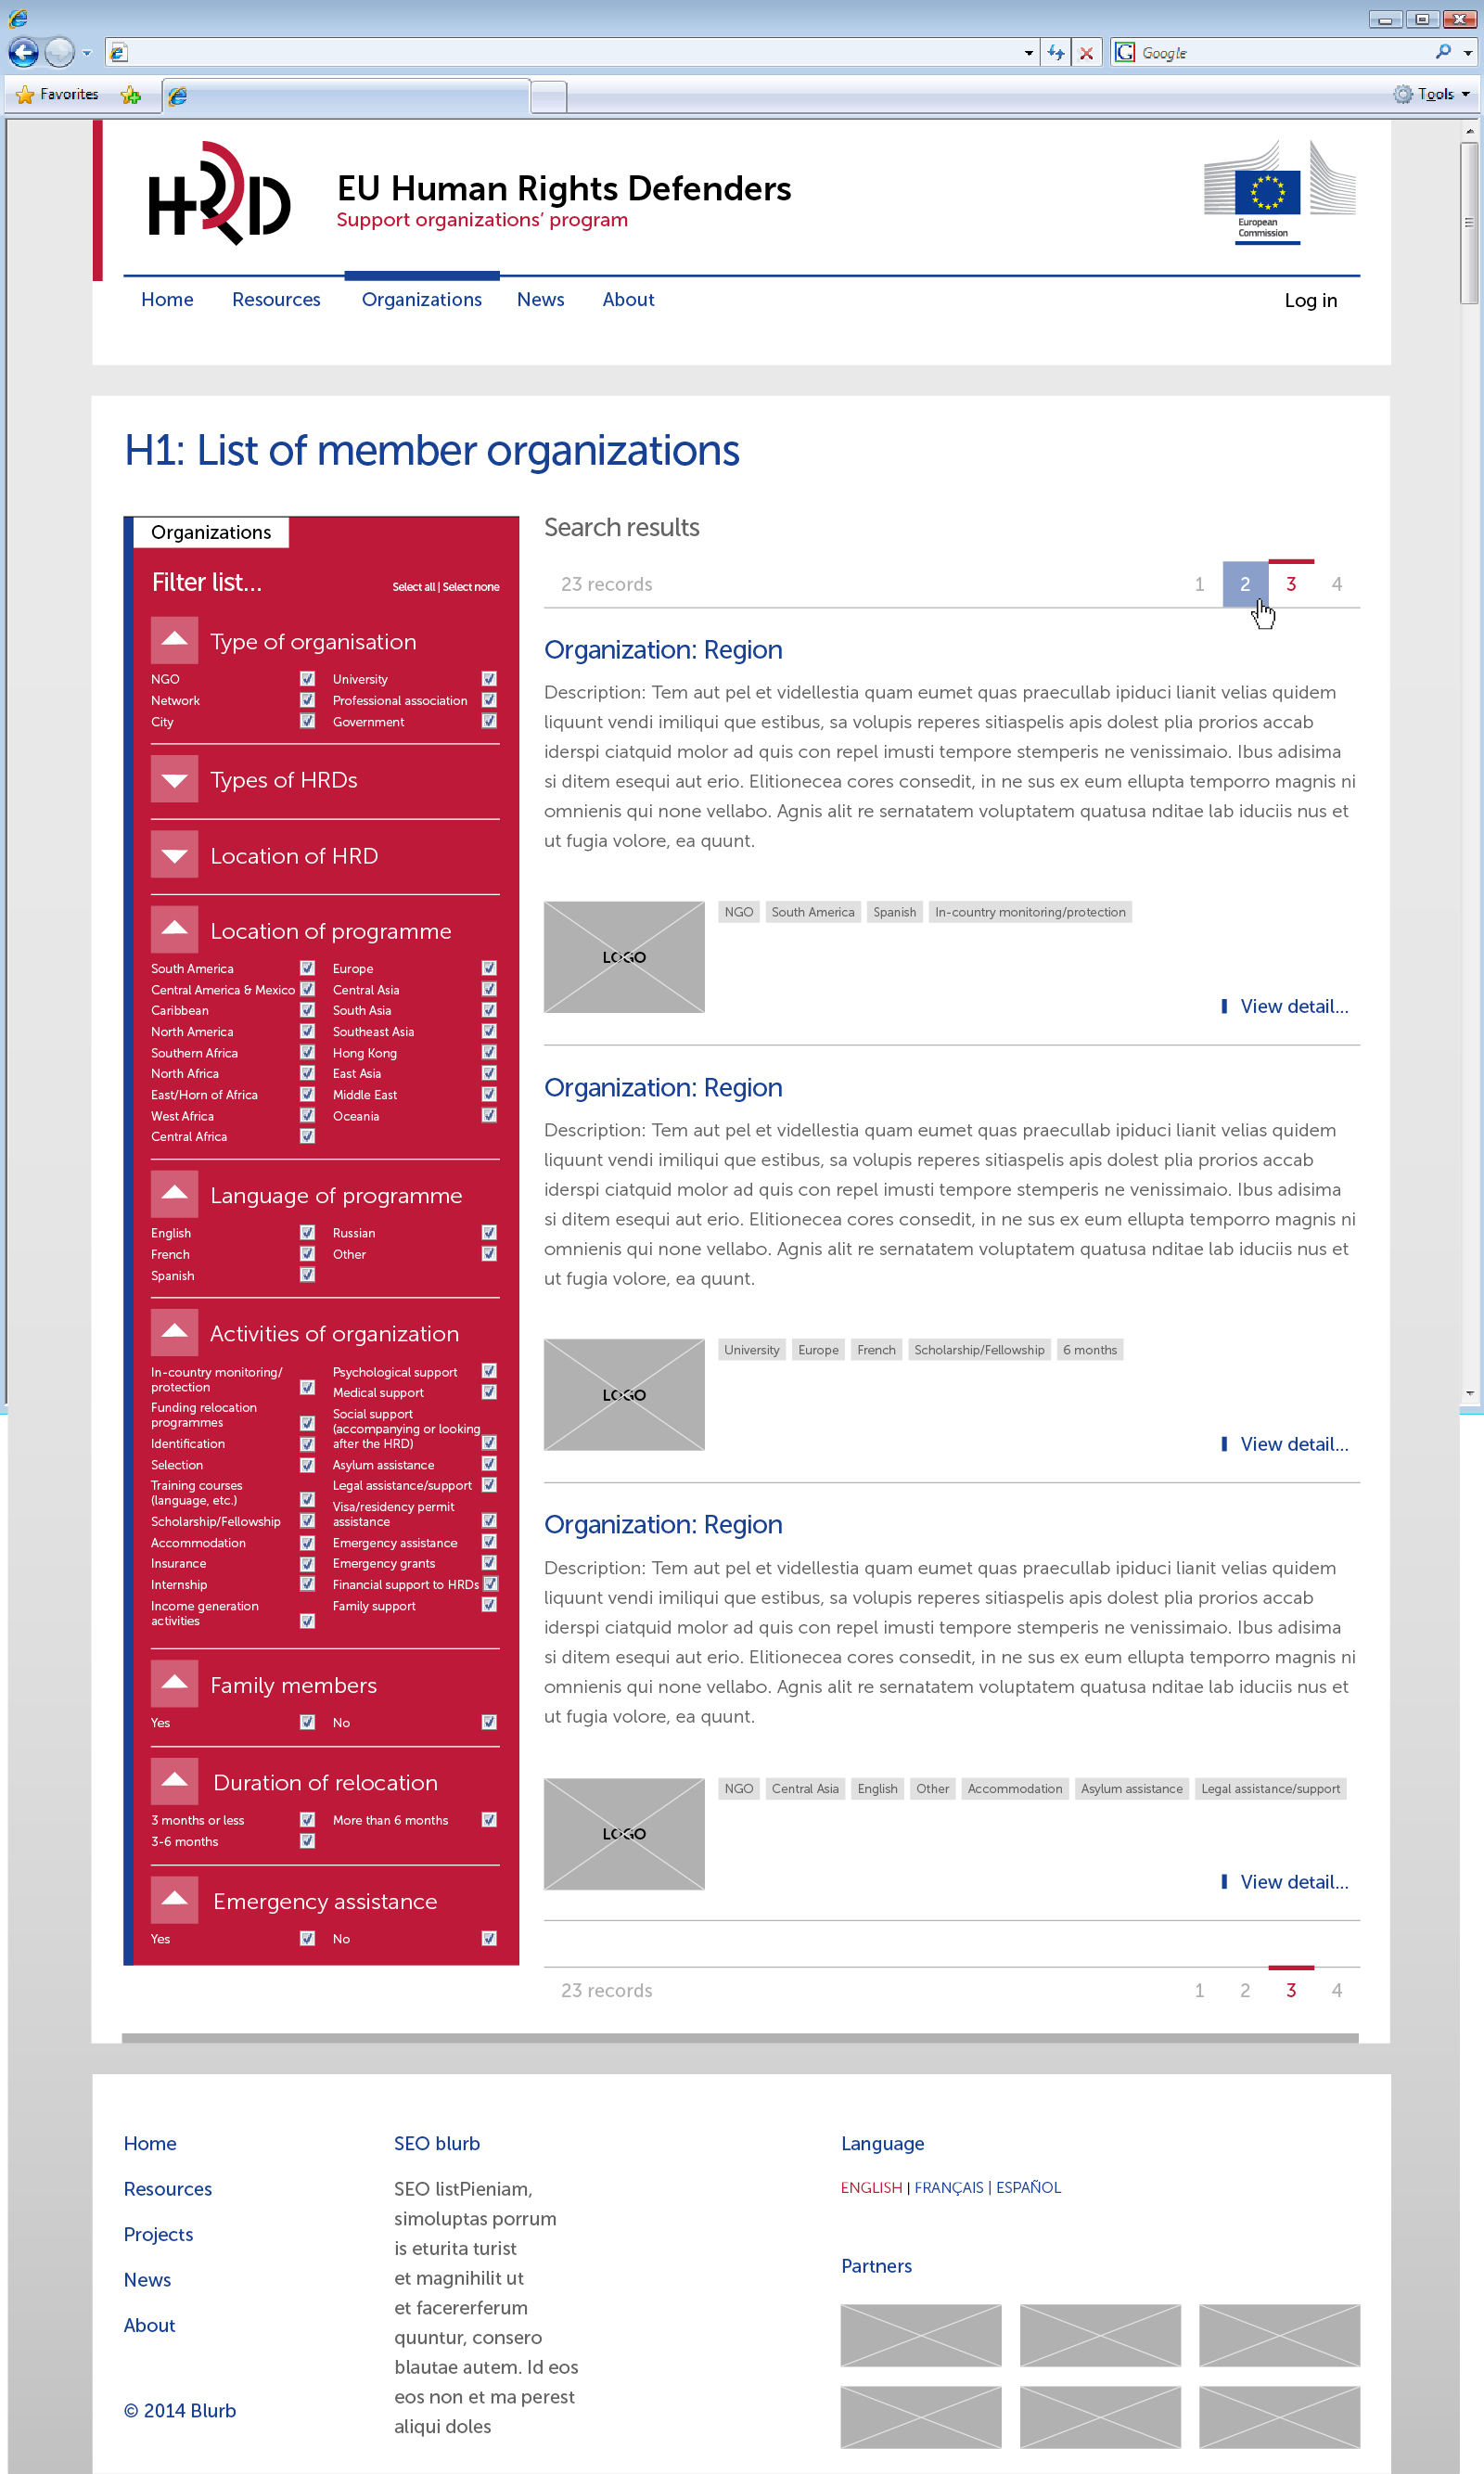 Google
Favorites
Tools
HRD
EU Human Rights Defenders
Support organizations' program
European
Commission
Home
Resources
Organizations
News
About
Log in
H1: List of member organizations
Organizations
Filter list...
Select all | Select none
Type of organisation
NGO
University
Network
Professional association
City
Government
Types of HRDs
Location of HRD
Location of programme
South America
Europe
Central America & Mexico
Central Asia
Caribbean
South Asia
North America
Southeast Asia
Southern Africa
Hong Kong
North Africa
East Asia
East/Horn of Africa
Middle East
West Africa
Oceania
Central Africa
Language of programme
English
Russian
French
Other
Spanish
Activities of organization
In-country monitoring/
protection
Funding relocation
programmes
Identification
Selection
Training courses
(language, etc.)
Scholarship/Fellowship
Accommodation
Insurance
Internship
Income generation
activities
Psychological support
Medical support
Social support
(accompanying or looking
after the HRD)
Asylum assistance
Legal assistance/support
Visa/residency permit
assistance
Emergency assistance
Emergency grants
Financial support to HRDs
Family support
Family members
Yes
No
Duration of relocation
3 months or less
More than 6 months
3-6 months
Emergency assistance
Yes
No
Search results
23 records
1 2 3 4
Organization: Region
Description: Tem aut pel et videllestia quam eumet quas praecullab ipiduci lianit velias quidem
liquunt vendi imiliqui que estibus, sa volupis reperes sitiaspelis apis dolest plia prorios accab
iderspi ciatquid molor ad quis con repel imusti tempore stemperis ne venissimaio. Ibus adisima
si ditem esequi aut erio. Elitionecea cores consedit, in ne sus ex eum ellupta temporro magnis ni
omnienis qui none vellabo. Agnis alit re sernatatem voluptatem quatusa nditae lab iduciis nus et
ut fugia volore, ea quunt.
LOGO
NGO
South America
Spanish
In-country monitoring/protection
View detail...
Organization: Region
Description: Tem aut pel et videllestia quam eumet quas praecullab ipiduci lianit velias quidem
liquunt vendi imiliqui que estibus, sa volupis reperes sitiaspelis apis dolest plia prorios accab
iderspi ciatquid molor ad quis con repel imusti tempore stemperis ne venissimaio. Ibus adisima
si ditem esequi aut erio. Elitionecea cores consedit, in ne sus ex eum ellupta temporro magnis ni
omnienis qui none vellabo. Agnis alit re sernatatem voluptatem quatusa nditae lab iduciis nus et
ut fugia volore, ea quunt.
LOGO
University
Europe
French
Scholarship/Fellowship
6 months
View detail...
Organization: Region
Description: Tem aut pel et videllestia quam eumet quas praecullab ipiduci lianit velias quidem
liquunt vendi imiliqui que estibus, sa volupis reperes sitiaspelis apis dolest plia prorios accab
iderspi ciatquid molor ad quis con repel imusti tempore stemperis ne venissimaio. Ibus adisima
si ditem esequi aut erio. Elitionecea cores consedit, in ne sus ex eum ellupta temporro magnis ni
omnienis qui none vellabo. Agnis alit re sernatatem voluptatem quatusa nditae lab iduciis nus et
ut fugia volore, ea quunt.
LOGO
NGO
Central Asia
English
Other
Accommodation
Asylum assistance
Legal assistance/support
View detail...
23 records
1 2 3 4
Home
Resources
Projects
News
About
© 2014 Blurb
SEO blurb
SEO listPieniam,
simoluptas porrum
is eturita turist
et magnihilit ut
et facererferum
quuntur, consero
blautae autem. Id eos
eos non et ma perest
aliqui doles
Language
ENGLISH | FRANÇAIS | ESPAÑOL
Partners